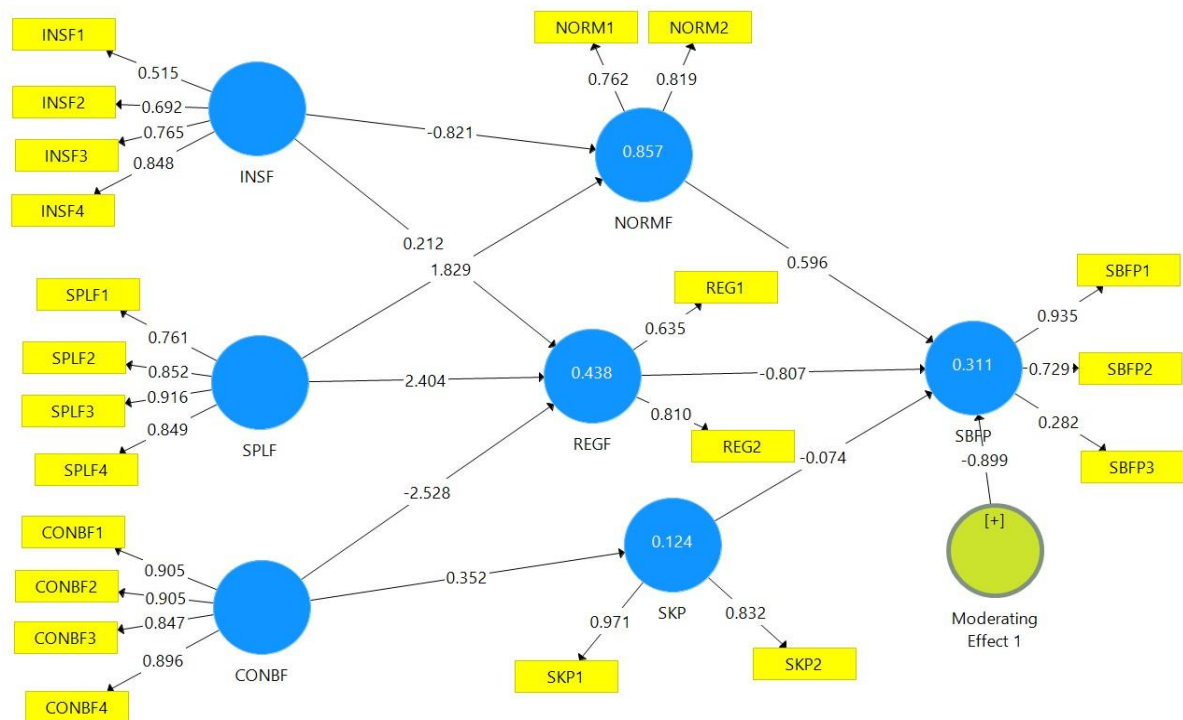 INSF1
INSF2
INSF3
INSF4
0.515
0.692
0.765
0.848
INSF
-0.821
0.212
NORM1
NORM2
0.762
0.819
0.857
NORMF
0.596
SPLF1
SPLF2
SPLF3
SPLF4
0.761
0.852
0.916
0.849
SPLF
1.829
2.404
REG1
0.635
0.438
REGF
0.810
REG2
-0.807
SBFP1
SBFP2
SBFP3
0.935
0.729
0.282
0.311
SBFP
-0.899
-0.074
-2.528
CONBF1
CONBF2
CONBF3
CONBF4
0.905
0.905
0.847
0.896
CONBF
0.352
0.124
SKP
0.971
0.832
SKP1
SKP2
[+]
Moderating
Effect 1